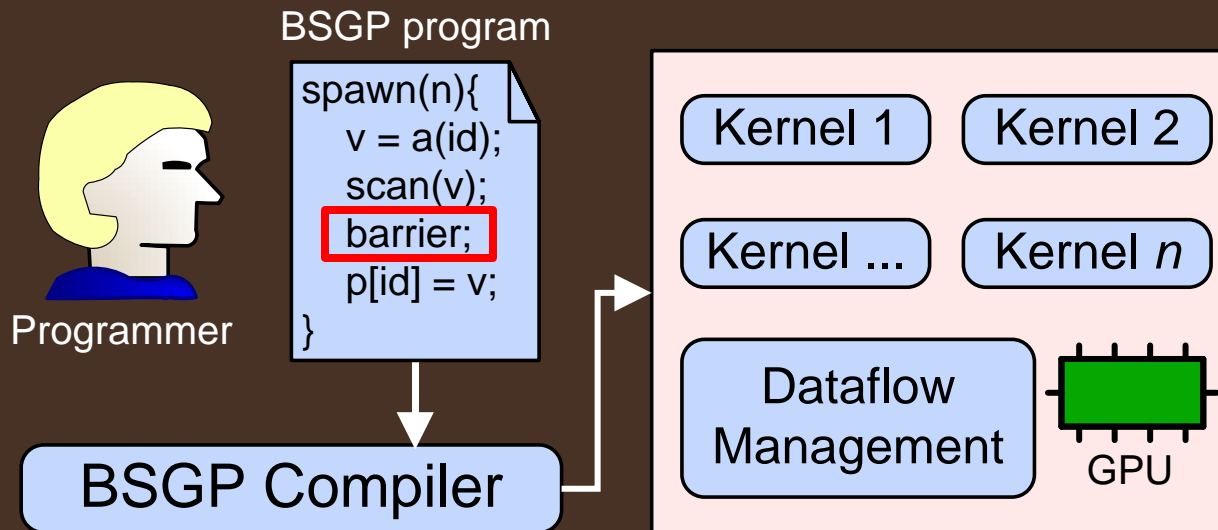 BSGP program
spawn(n){
v = a(id);
scan(v);
barrier;
p[id] = v;
}
Programmer
BSGP Compiler
Kernel 1
Kernel 2
Kernel ...
Kernel n
Dataflow
Management
GPU